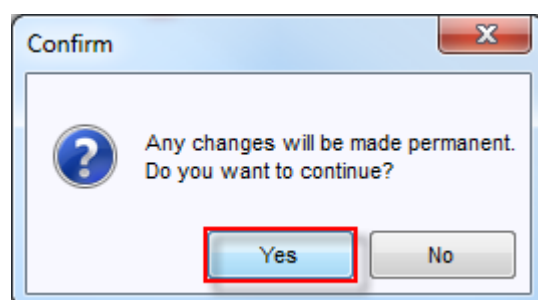 Confirm
Any changes will be made permanent.
Do you want to continue?
Yes
No